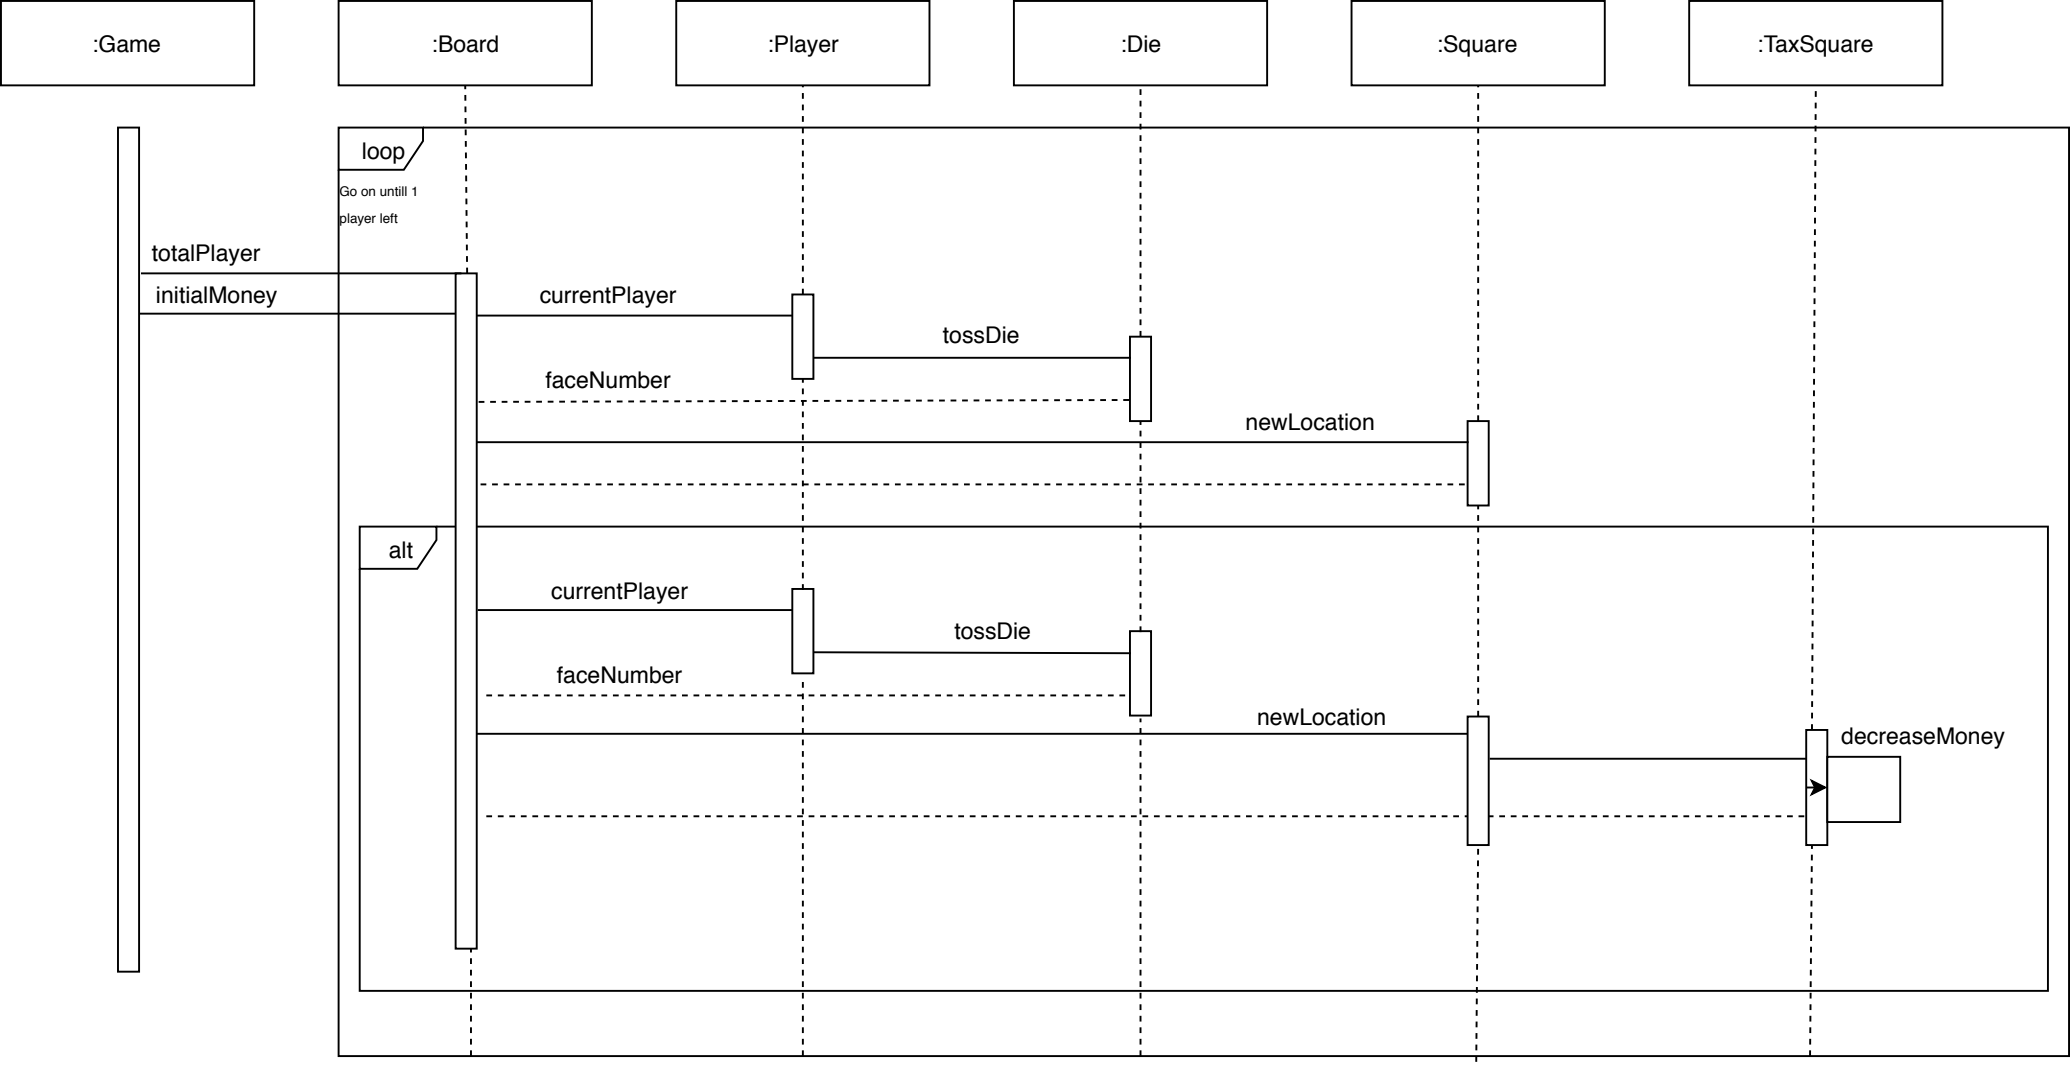 :Game
:Board
:Player
:Die
:Square
:TaxSquare
loop
Go on untill 1
player left
totalPlayer
initialMoney
currentPlayer
tossDie
faceNumber
newLocation
alt
currentPlayer
tossDie
faceNumber
newLocation
decreaseMoney